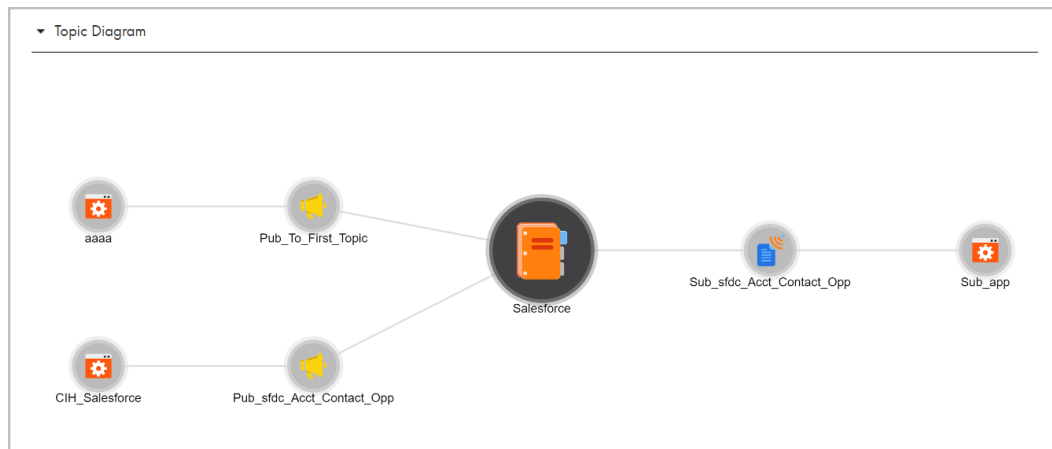 Topic Diagram
aaaa
Pub_To_First_Topic
Salesforce
Sub_sfdc_Acct_Contact_Opp
Sub_app
CIH_Salesforce
Pub_sfdc_Acct_Contact_Opp